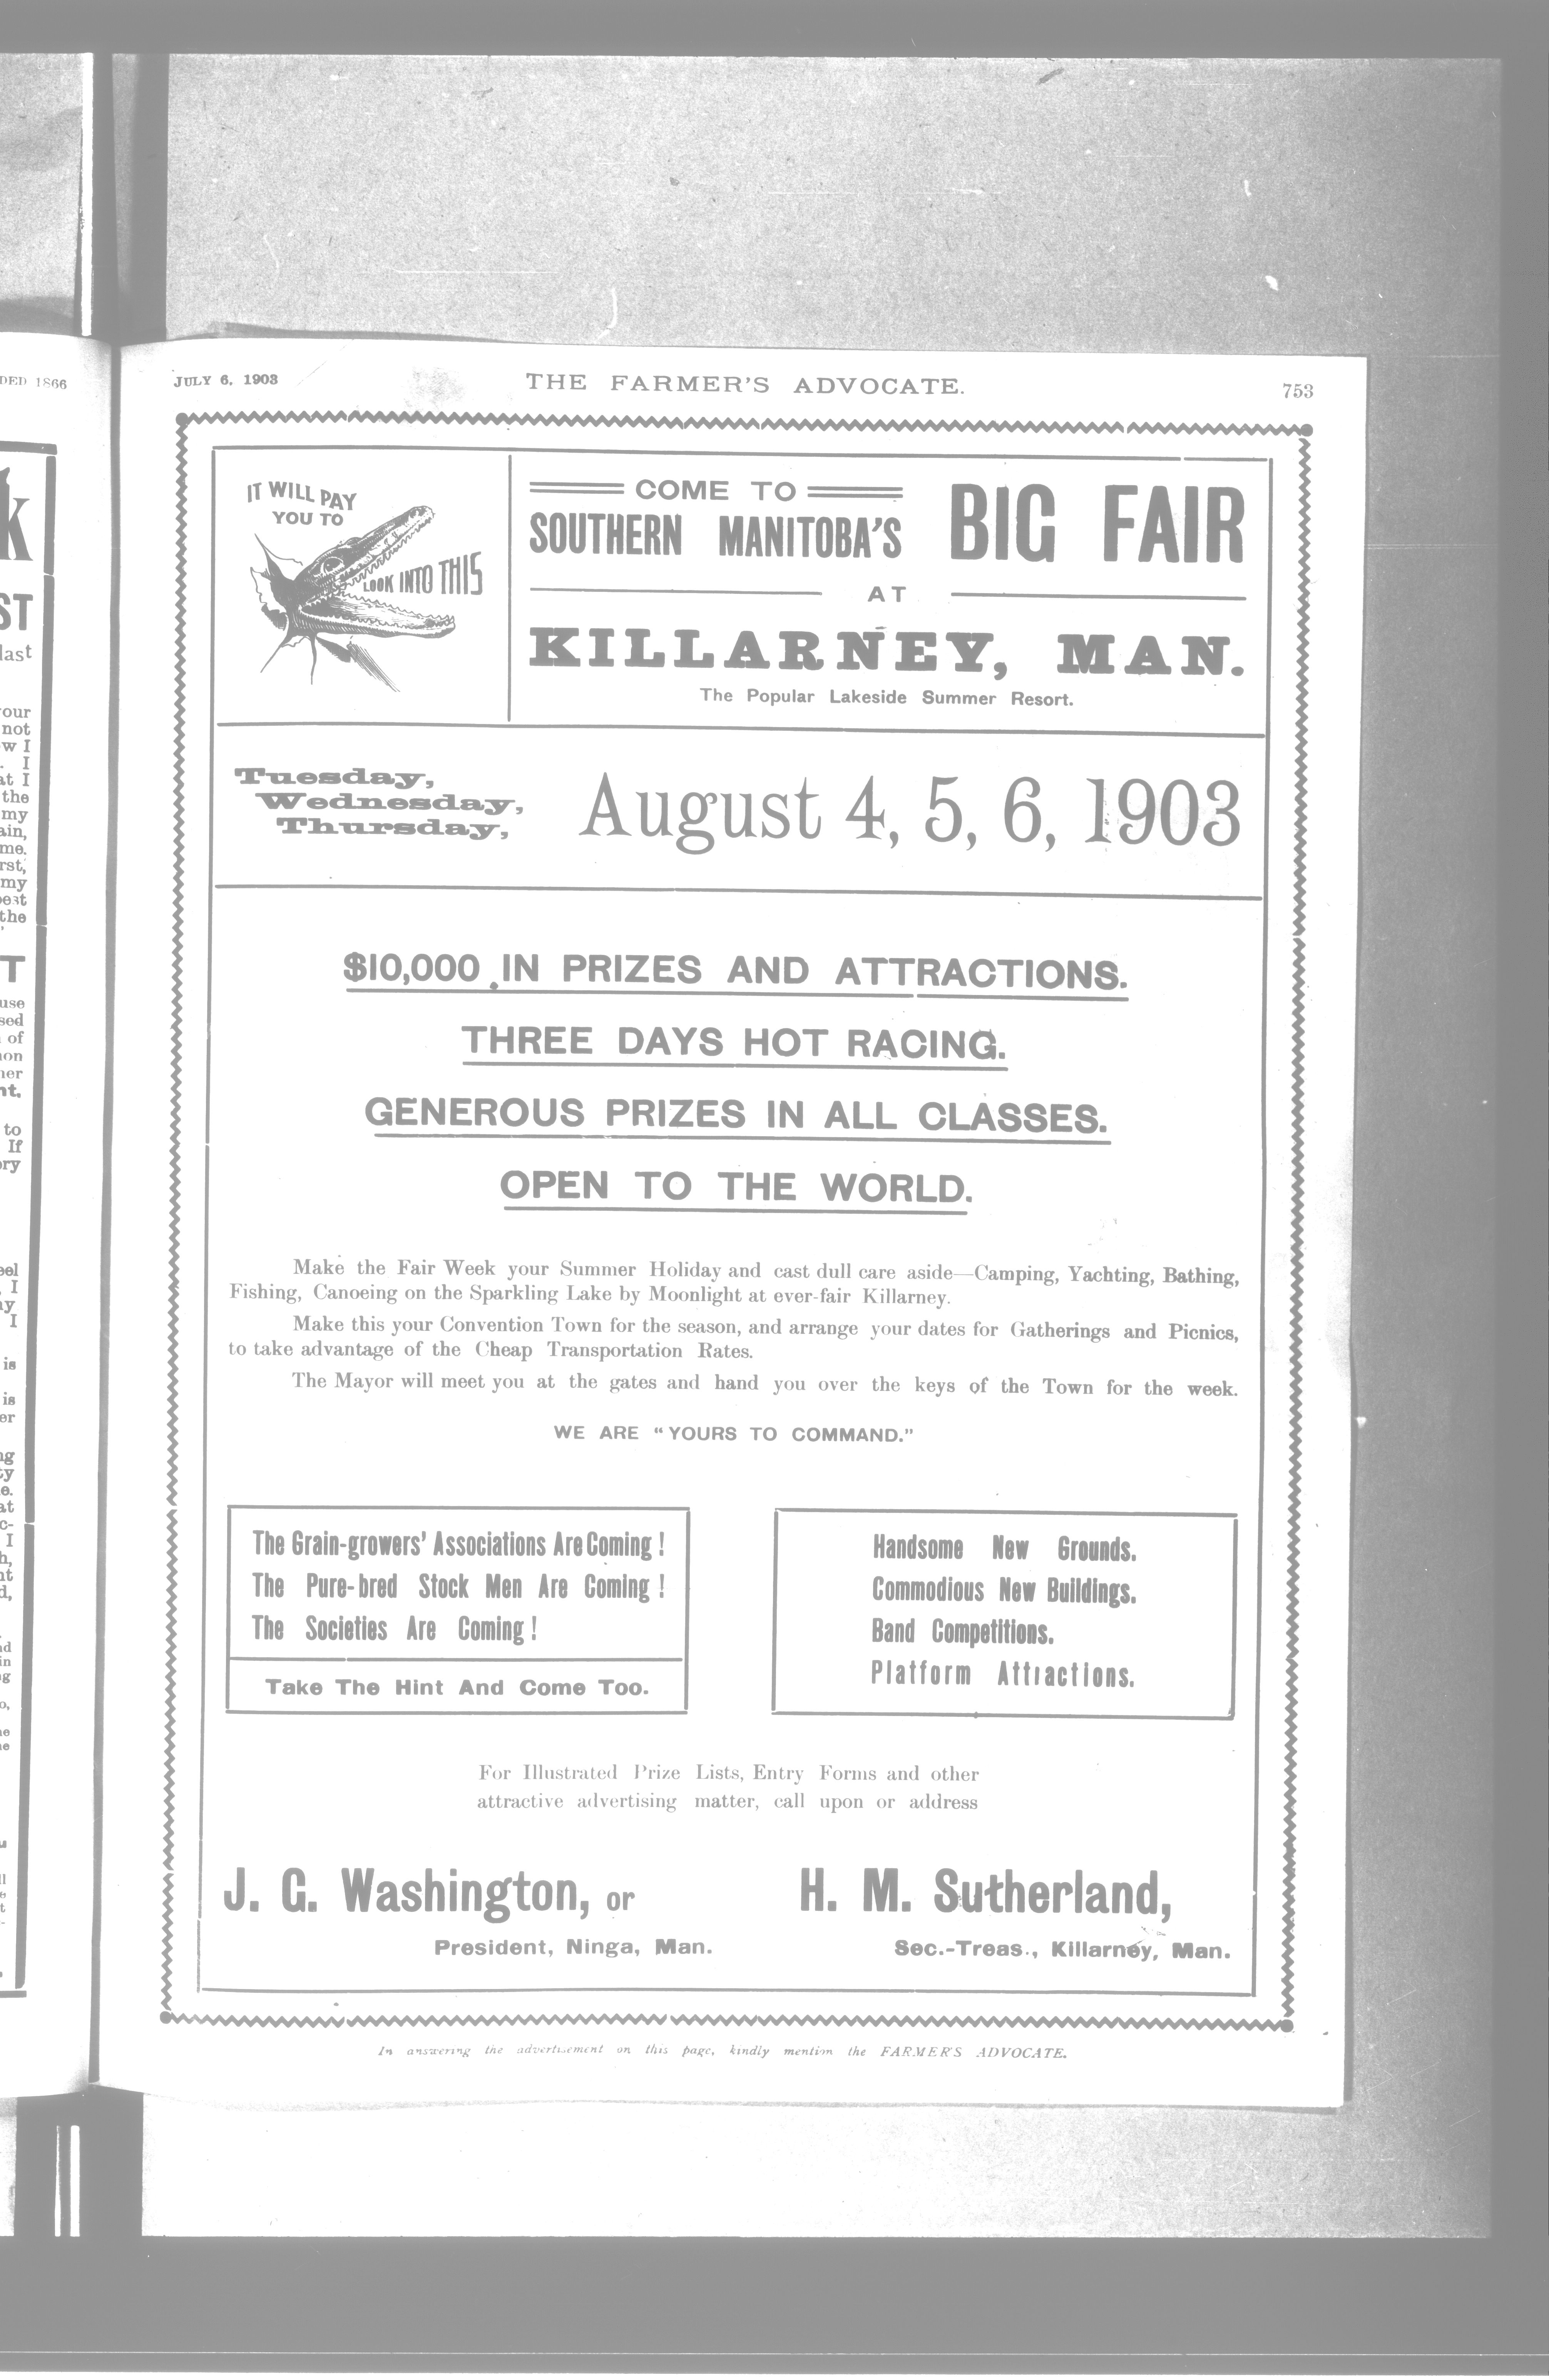 JULY 6, 1903
THE FARMER'S ADVOCATE.
753
IT WILL PAY
YOU TO
LOOK INTO THIS
COME TO
SOUTHERN MANITOBA'S
BIG FAIR
AT
KILLARNEY, MAN.
The Popular Lakeside Summer Resort.
Tuesday,
Wednesday,
Thursday,
August 4, 5, 6, 1903
$10,000 IN PRIZES AND ATTRACTIONS.
THREE DAYS HOT RACING.
GENEROUS PRIZES IN ALL CLASSES.
OPEN TO THE WORLD.
Make the Fair Week your Summer Holiday and cast dull care aside—Camping, Yachting, Bathing,
Fishing, Canoeing on the Sparkling Lake by Moonlight at ever-fair Killarney.
Make this your Convention Town for the season, and arrange your dates for Gatherings and Picnics,
to take advantage of the Cheap Transportation Rates.
The Mayor will meet you at the gates and hand you over the keys of the Town for the week.
WE ARE "YOURS TO COMMAND."
The Grain-growers' Associations Are Coming!
The Pure-bred Stock Men Are Coming!
The Societies Are Coming!
Take The Hint And Come Too.
Handsome New Grounds.
Commodious New Buildings.
Band Competitions.
Platform Attractions.
For Illustrated Prize Lists, Entry Forms and other
attractive advertising matter, call upon or address
J. G. Washington, or
President, Ninga, Man.
H. M. Sutherland,
Sec.-Treas., Killarney, Man.
In answering the advertisement on this page, kindly mention the FARMER'S ADVOCATE.